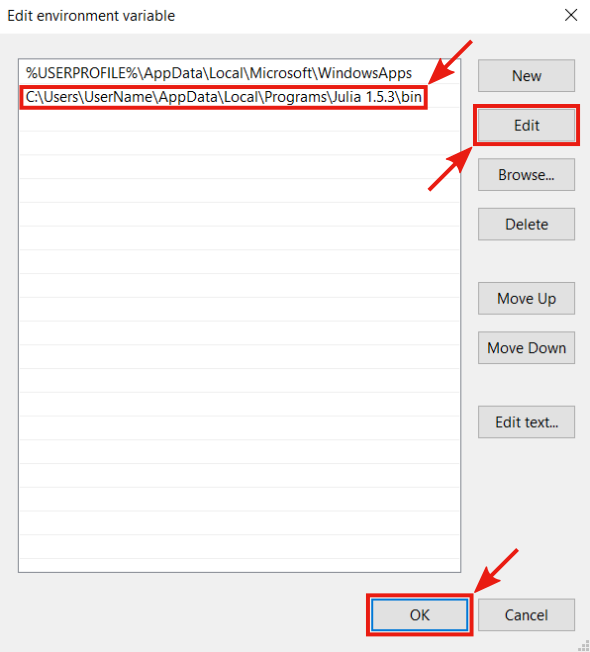 Edit environment variable
%USERPROFILE%\AppData\Local\Microsoft\WindowsApps
C:\Users\UserName\AppData\Local\Programs\Julia 1.5.3\bin
New
Edit
Browse...
Delete
Move Up
Move Down
Edit text...
OK
Cancel